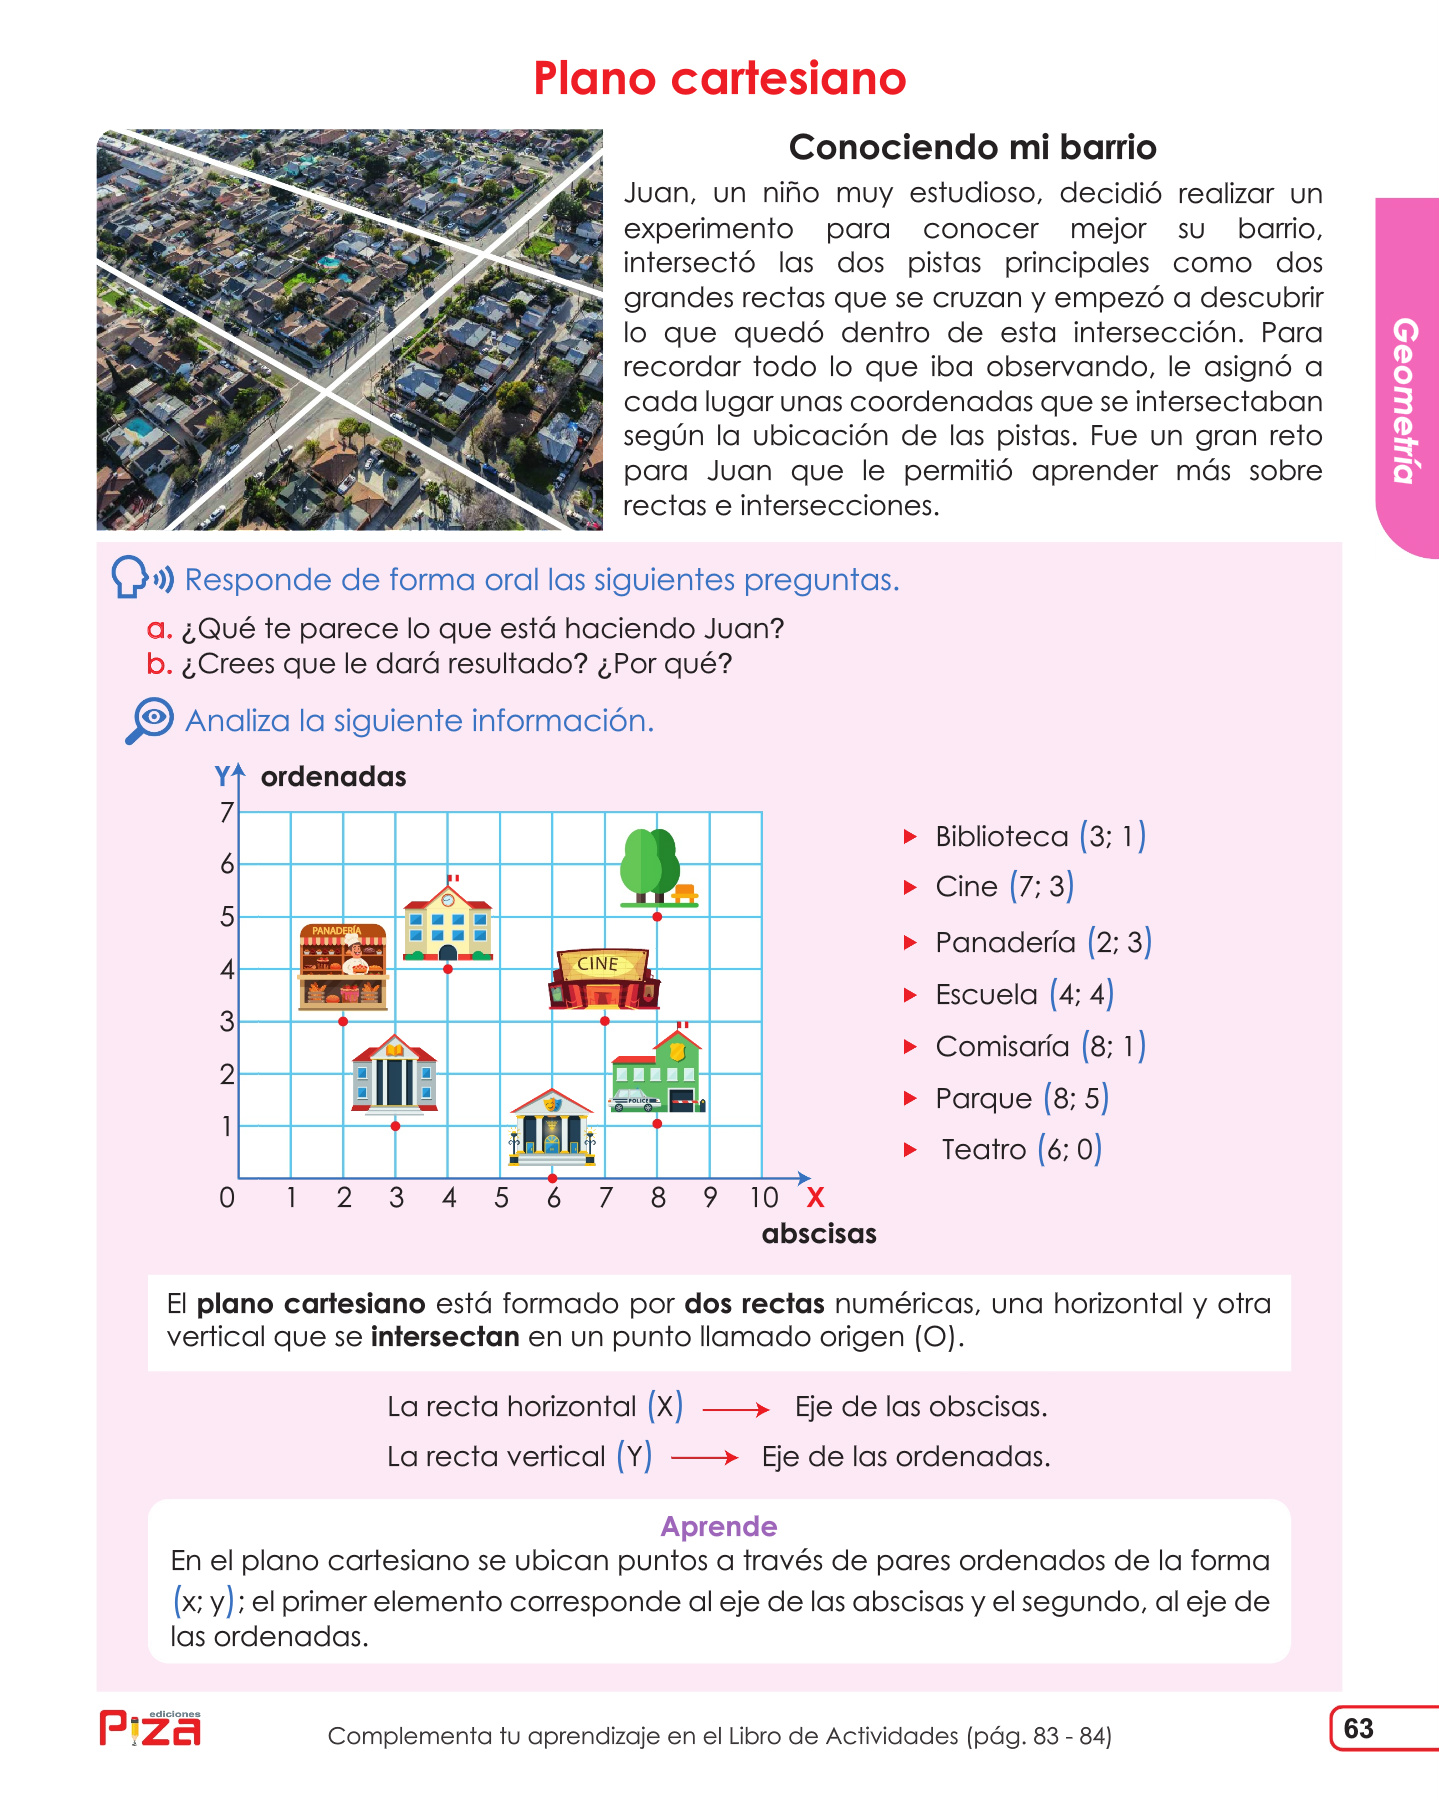 Plano cartesiano
Conociendo mi barrio
Juan, un niño muy estudioso, decidió realizar un
experimento para conocer mejor su barrio,
intersectó las dos pistas principales como dos
grandes rectas que se cruzan y empezó a descubrir
lo que quedó dentro de esta intersección. Para
recordar todo lo que iba observando, le asignó a
cada lugar unas coordenadas que se intersectaban
según la ubicación de las pistas. Fue un gran reto
para Juan que le permitió aprender más sobre
rectas e intersecciones.
Geometría
Responde de forma oral las siguientes preguntas.
a. ¿Qué te parece lo que está haciendo Juan?
b. ¿Crees que le dará resultado? ¿Por qué?
Analiza la siguiente información.
Y ordenadas
7
6
5
4
3
2
1
PANADERÍA
CINE
POLICE
0 1 2 3 4 5 6 7 8 9 10 X
abscisas
Biblioteca (3; 1)
Cine (7; 3)
Panadería (2; 3)
Escuela (4; 4)
Comisaría (8; 1)
Parque (8; 5)
Teatro (6; 0)
El plano cartesiano está formado por dos rectas numéricas, una horizontal y otra
vertical que se intersectan en un punto llamado origen (O).
La recta horizontal (X) → Eje de las obscisas.
La recta vertical (Y) → Eje de las ordenadas.
Aprende
En el plano cartesiano se ubican puntos a través de pares ordenados de la forma
(x; y); el primer elemento corresponde al eje de las abscisas y el segundo, al eje de
las ordenadas.
ediciones
Piza
Complementa tu aprendizaje en el Libro de Actividades (pág. 83 - 84)
63